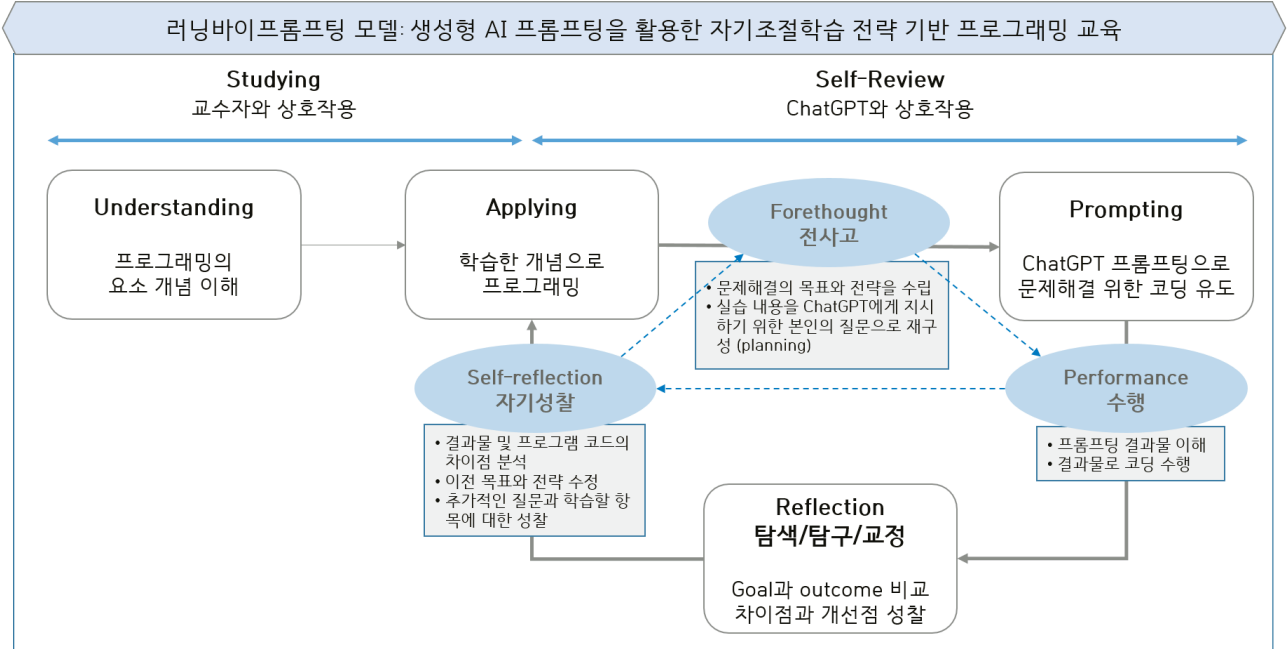 러닝바이프롬프팅 모델: 생성형 AI 프롬프팅을 활용한 자기조절학습 전략 기반 프로그래밍 교육
Studying
교수자와 상호작용
Self-Review
ChatGPT와 상호작용
Understanding
프로그래밍의
요소 개념 이해
Applying
학습한 개념으로
프로그래밍
Forethought
전사고
• 문제해결의 목표와 전략을 수립
• 실습 내용을 ChatGPT에게 지시
하기 위한 본인의 질문으로 재구
성 (planning)
Prompting
ChatGPT 프롬프팅으로
문제해결 위한 코딩 유도
Self-reflection
자기성찰
• 결과물 및 프로그램 코드의
차이점 분석
• 이전 목표와 전략 수정
• 추가적인 질문과 학습할 항
목에 대한 성찰
Performance
수행
• 프롬프팅 결과물 이해
• 결과물로 코딩 수행
Reflection
탐색/탐구/교정
Goal과 outcome 비교
차이점과 개선점 성찰